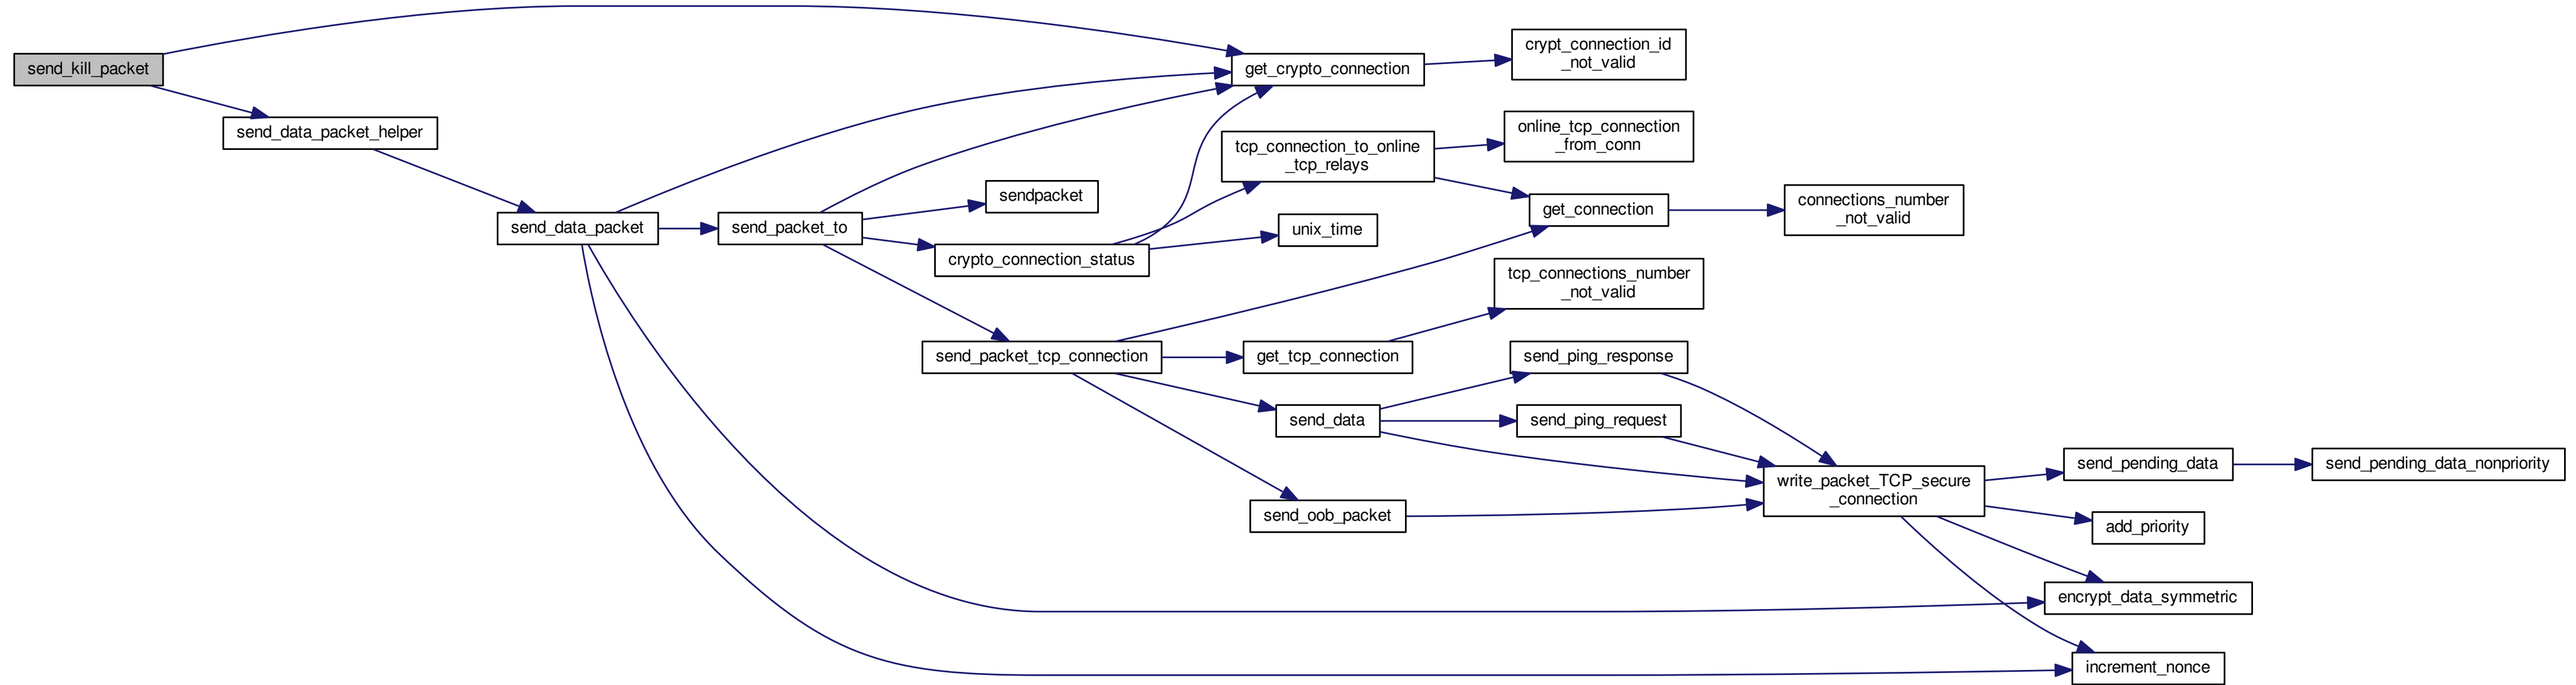 send_kill_packet
send_data_packet_helper
send_data_packet
send_packet_to
sendpacket
crypto_connection_status
send_packet_tcp_connection
get_crypto_connection
tcp_connection_to_online
_tcp_relays
unix_time
get_tcp_connection
send_data
send_oob_packet
crypt_connection_id
_not_valid
online_tcp_connection
_from_conn
get_connection
tcp_connections_number
_not_valid
send_ping_response
send_ping_request
connections_number
_not_valid
write_packet_TCP_secure
_connection
send_pending_data
add_priority
encrypt_data_symmetric
increment_nonce
send_pending_data_nonpriority